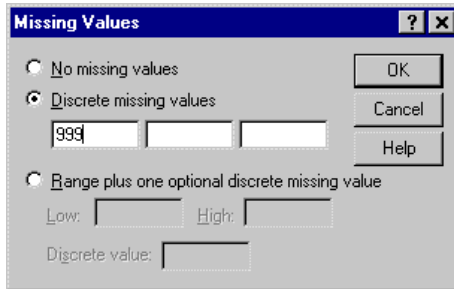 Missing Values
No missing values
OK
Discrete missing values
Cancel
999
Help
Range plus one optional discrete missing value
Low: High:
Discrete value: